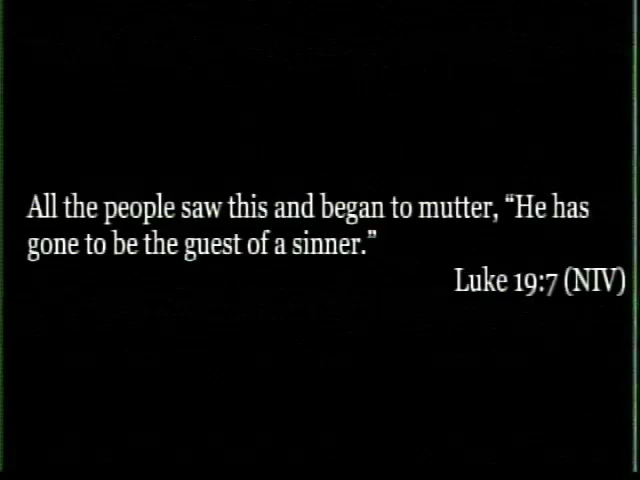 All the people saw this and began to mutter, “He has
gone to be the guest of a sinner.”
Luke 19:7 (NIV)